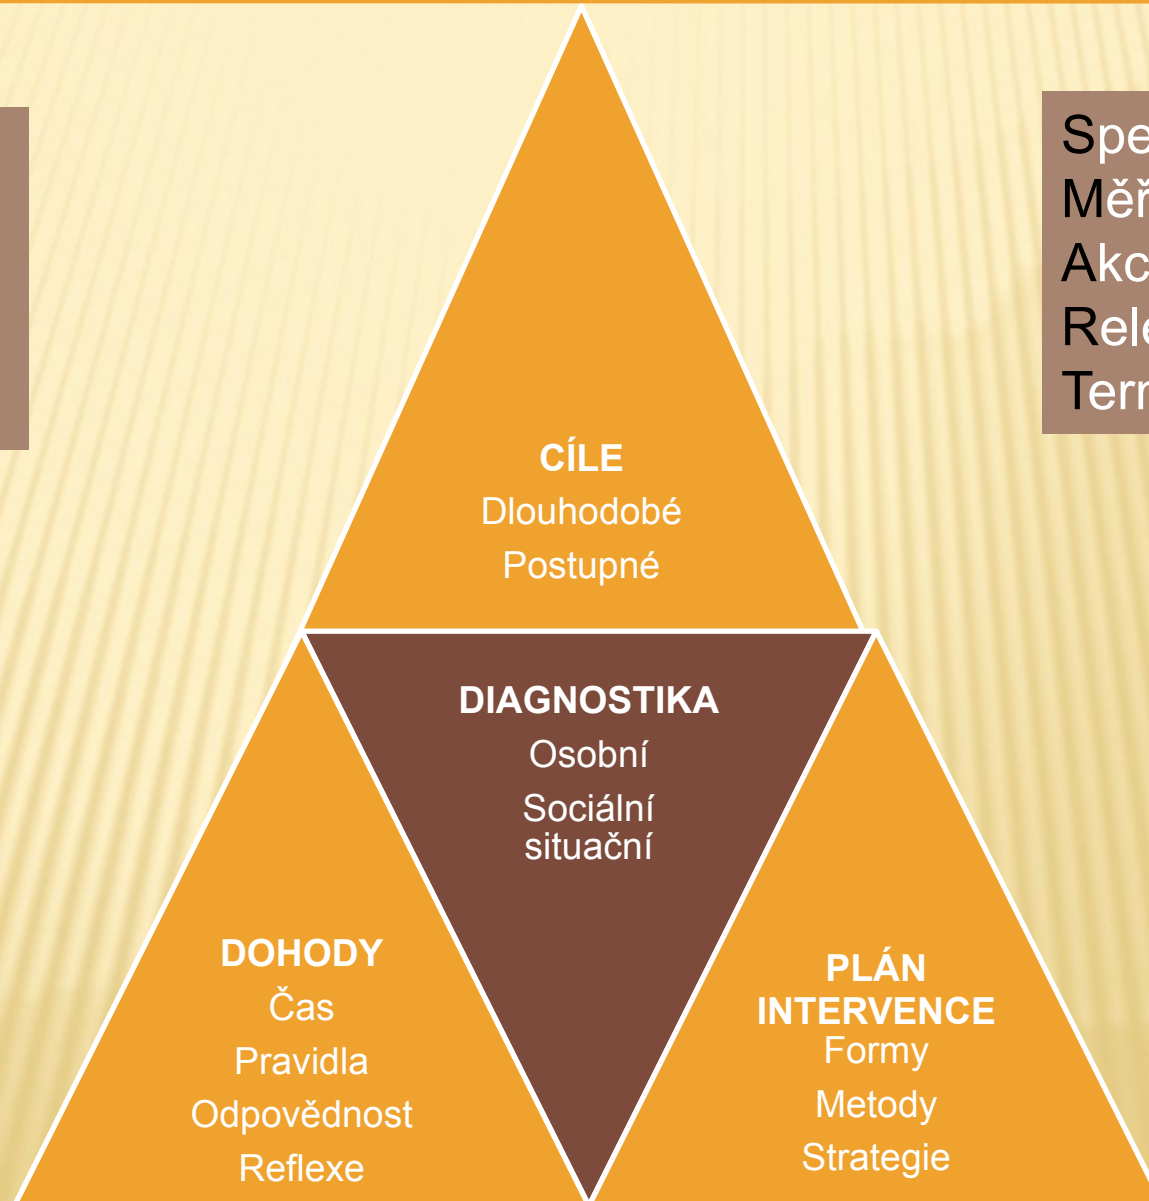 CÍLE
Dlouhodobé
Postupné
DIAGNOSTIKA
Osobní
Sociální
situační
DOHODY
Čas
Pravidla
Odpovědnost
Reflexe
PLÁN
INTERVENCE
Formy
Metody
Strategie